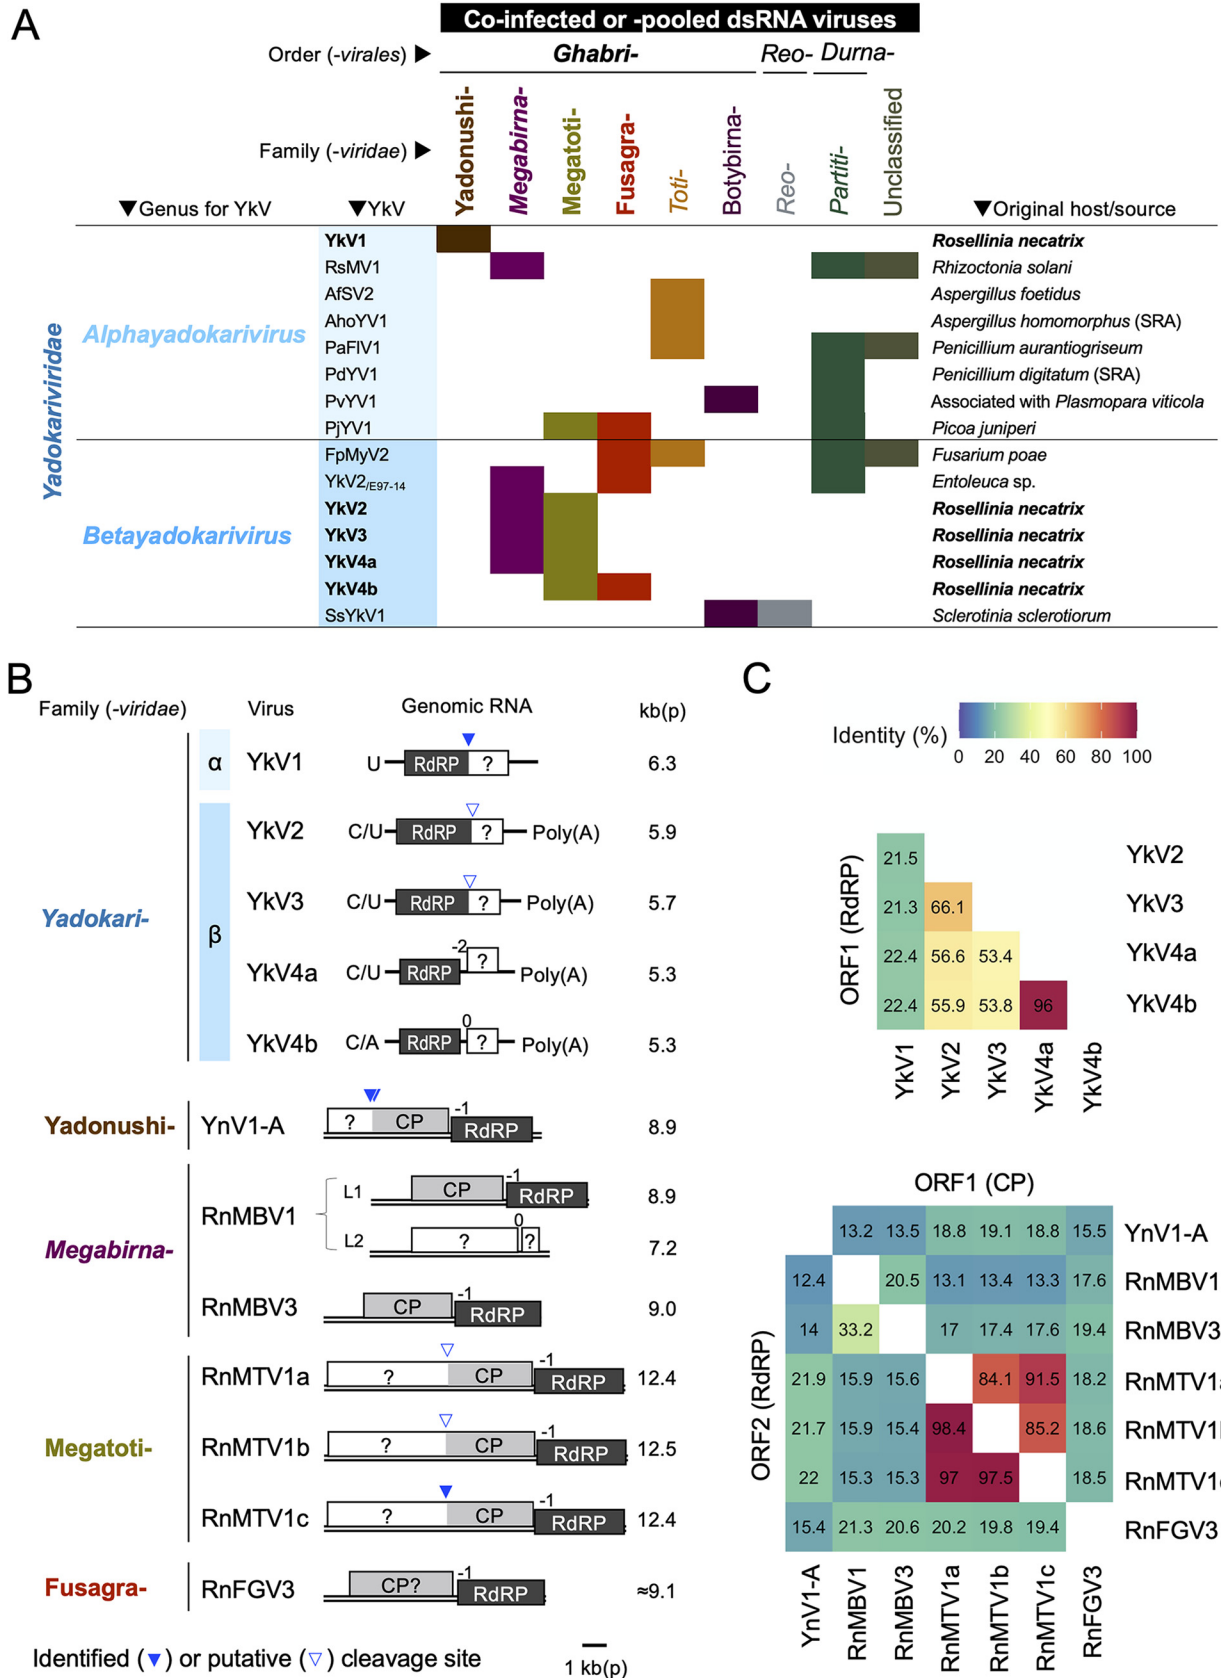 A
Co-infected or -pooled dsRNA viruses
Order (-virales) ▶ Ghabri- Reo- Durna-
Family (-viridae) ▶ Yadonushi- Megabirna- Megatoti- Fusagra- Toti- Botybirna- Reo- Partiti- Unclassified
▼Genus for YkV ▼YkV ▼Original host/source
Yadokariviridae
Alphayadokarivirus
YkV1 Rosellinia necatrix
RsMV1 Rhizoctonia solani
AfSV2 Aspergillus foetidus
AhoYV1 Aspergillus homomorphus (SRA)
PaFlV1 Penicillium aurantiogriseum
PdYV1 Penicillium digitatum (SRA)
PvYV1 Associated with Plasmopara viticola
PjYV1 Picoa juniperi
Betayadokarivirus
FpMyV2 Fusarium poae
YkV2/E97-14 Entoleuca sp.
YkV2 Rosellinia necatrix
YkV3 Rosellinia necatrix
YkV4a Rosellinia necatrix
YkV4b Rosellinia necatrix
SsYkV1 Sclerotinia sclerotiorum
B
Family (-viridae) Virus Genomic RNA kb(p)
Yadokari-
α YkV1 U RdRP ? 6.3
β
YkV2 C/U RdRP ? Poly(A) 5.9
YkV3 C/U RdRP ? Poly(A) 5.7
YkV4a C/U RdRP -2 ? Poly(A) 5.3
YkV4b C/A RdRP 0 ? Poly(A) 5.3
Yadonushi- YnV1-A ? CP -1 RdRP 8.9
Megabirna-
RnMBV1 L1 CP -1 RdRP 8.9
L2 ? 0 ? 7.2
RnMBV3 CP -1 RdRP 9.0
Megatoti-
RnMTV1a ? CP -1 RdRP 12.4
RnMTV1b ? CP -1 RdRP 12.5
RnMTV1c ? CP -1 RdRP 12.4
Fusagra- RnFGV3 CP? -1 RdRP ≈9.1
Identified (▼) or putative (▽) cleavage site
1 kb(p)
C
Identity (%)
0 20 40 60 80 100
ORF1 (RdRP)
21.5 YkV2
21.3 66.1 YkV3
22.4 56.6 53.4 YkV4a
22.4 55.9 53.8 96 YkV4b
YkV1 YkV2 YkV3 YkV4a YkV4b
ORF1 (CP)
ORF2 (RdRP)
13.2 13.5 18.8 19.1 18.8 15.5 YnV1-A
12.4 20.5 13.1 13.4 13.3 17.6 RnMBV1
14 33.2 17 17.4 17.6 19.4 RnMBV3
21.9 15.9 15.6 84.1 91.5 18.2 RnMTV1a
21.7 15.9 15.4 98.4 85.2 18.6 RnMTV1
22 15.3 15.3 97 97.5 18.5 RnMTV1
15.4 21.3 20.6 20.2 19.8 19.4 RnFGV3
YnV1-A RnMBV1 RnMBV3 RnMTV1a RnMTV1b RnMTV1c RnFGV3